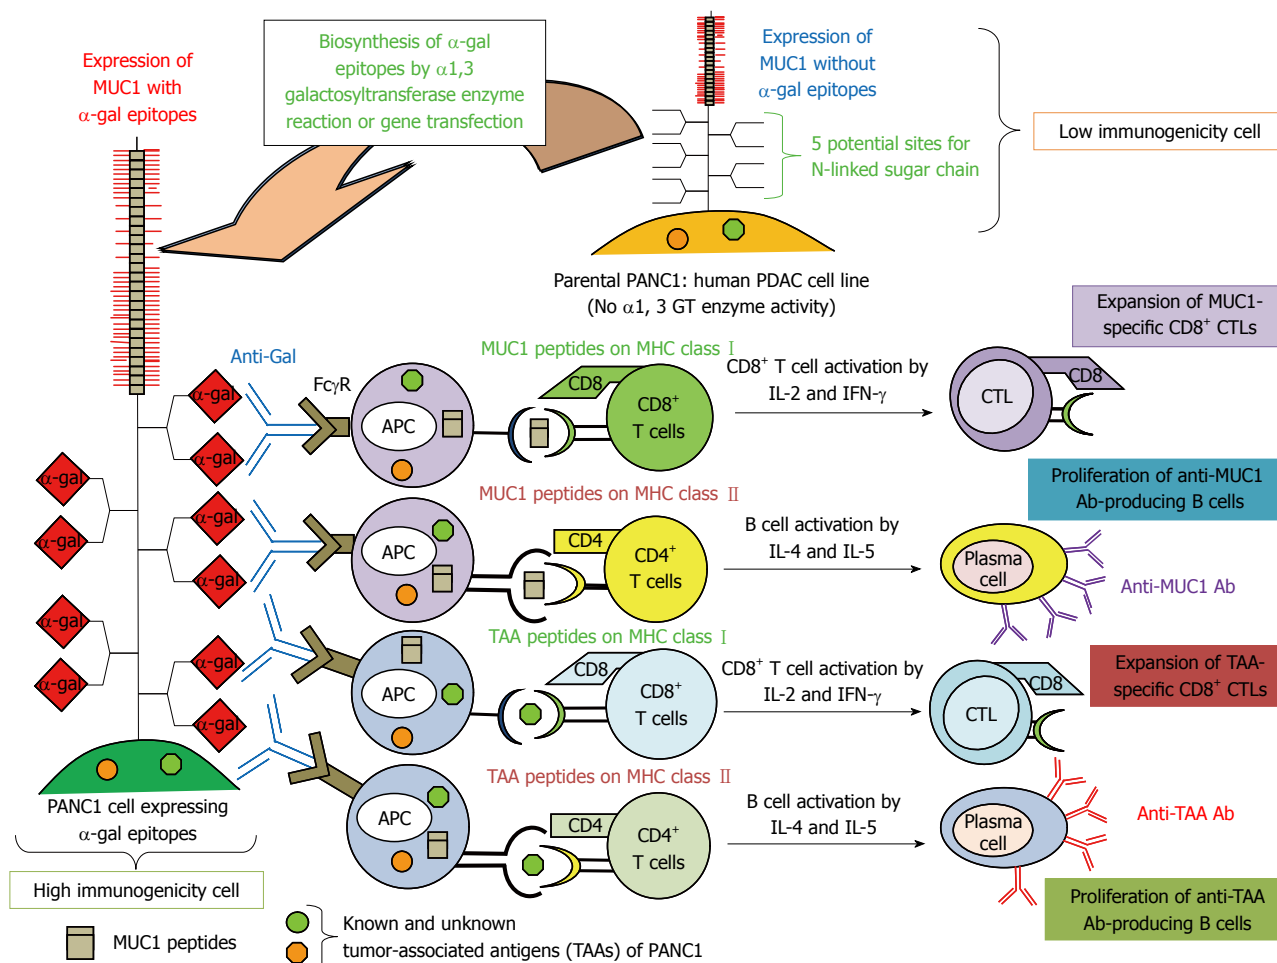 Expression of
MUC1 with
α-gal epitopes
Biosynthesis of α-gal
epitopes by α1,3
galactosyltransferase enzyme
reaction or gene transfection
Expression of
MUC1 without
α-gal epitopes
5 potential sites for
N-linked sugar chain
Low immunogenicity cell
Parental PANC1: human PDAC cell line
(No α1, 3 GT enzyme activity)
Anti-Gal
FcγR
α-gal
α-gal
α-gal
α-gal
α-gal
α-gal
α-gal
α-gal
α-gal
α-gal
MUC1 peptides on MHC class Ⅰ
APC
CD8
CD8⁺
T cells
CD8⁺ T cell activation by
IL-2 and IFN-γ
CTL
CD8
Expansion of MUC1-
specific CD8⁺ CTLs
MUC1 peptides on MHC class Ⅱ
APC
CD4
CD4⁺
T cells
B cell activation by
IL-4 and IL-5
Plasma
cell
Anti-MUC1 Ab
Proliferation of anti-MUC1
Ab-producing B cells
TAA peptides on MHC class Ⅰ
APC
CD8
CD8⁺
T cells
CD8⁺ T cell activation by
IL-2 and IFN-γ
CTL
CD8
Expansion of TAA-
specific CD8⁺ CTLs
TAA peptides on MHC class Ⅱ
APC
CD4
CD4⁺
T cells
B cell activation by
IL-4 and IL-5
Plasma
cell
Anti-TAA Ab
Proliferation of anti-TAA
Ab-producing B cells
PANC1 cell expressing
α-gal epitopes
High immunogenicity cell
MUC1 peptides
Known and unknown
tumor-associated antigens (TAAs) of PANC1